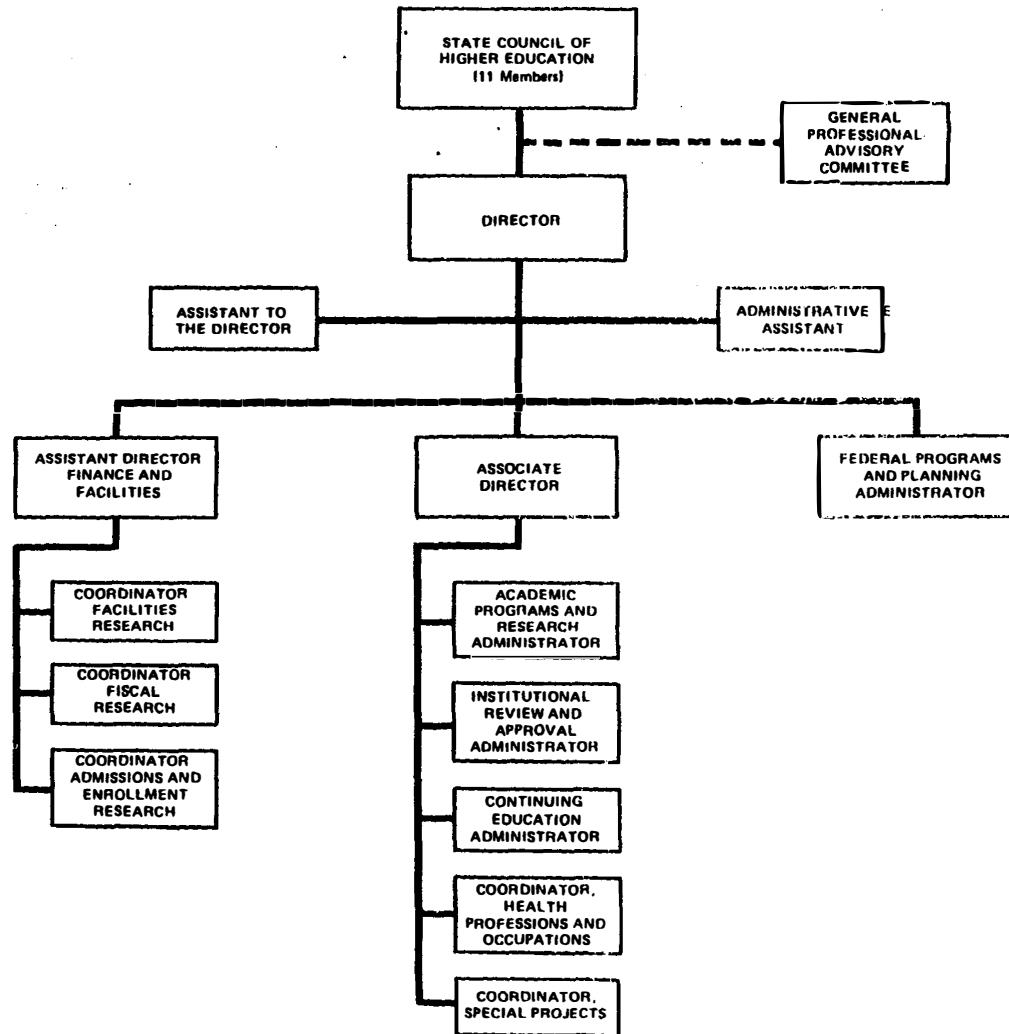 STATE COUNCIL OF
HIGHER EDUCATION
(11 Members)
GENERAL
PROFESSIONAL
ADVISORY
COMMITTEE
DIRECTOR
ASSISTANT TO
THE DIRECTOR
ADMINISTRATIVE
ASSISTANT
ASSISTANT DIRECTOR
FINANCE AND
FACILITIES
ASSOCIATE
DIRECTOR
FEDERAL PROGRAMS
AND PLANNING
ADMINISTRATOR
COORDINATOR
FACILITIES
RESEARCH
COORDINATOR
FISCAL
RESEARCH
COORDINATOR
ADMISSIONS AND
ENROLLMENT
RESEARCH
ACADEMIC
PROGRAMS AND
RESEARCH
ADMINISTRATOR
INSTITUTIONAL
REVIEW AND
APPROVAL
ADMINISTRATOR
CONTINUING
EDUCATION
ADMINISTRATOR
COORDINATOR,
HEALTH
PROFESSIONS AND
OCCUPATIONS
COORDINATOR,
SPECIAL PROJECTS